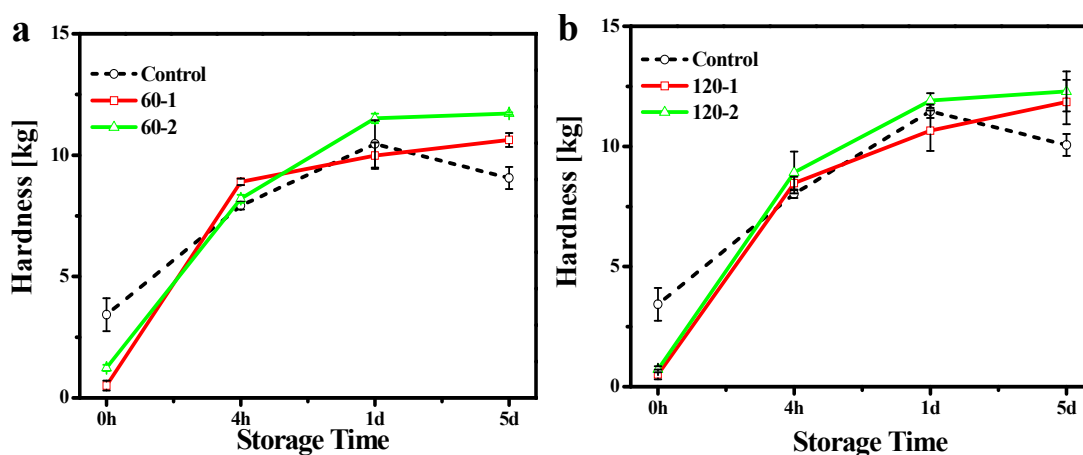 a
15
10
5
0
Hardness [kg]
Control
60-1
60-2
0h 4h 1d 5d
Storage Time
b
15
10
5
0
Hardness [kg]
Control
120-1
120-2
0h 4h 1d 5d
Storage Time